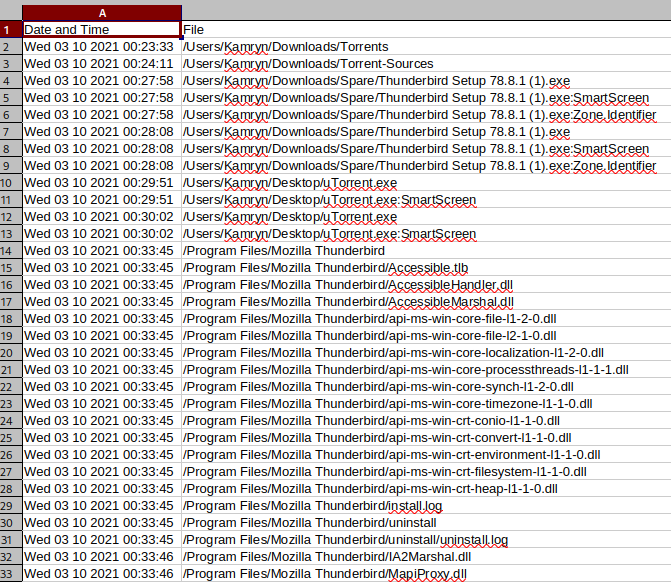 A
1 Date and Time File
2 Wed 03 10 2021 00:23:33 /Users/Kamryn/Downloads/Torrents
3 Wed 03 10 2021 00:24:11 /Users/Kamryn/Downloads/Torrent-Sources
4 Wed 03 10 2021 00:27:58 /Users/Kamryn/Downloads/Spare/Thunderbird Setup 78.8.1 (1).exe
5 Wed 03 10 2021 00:27:58 /Users/Kamryn/Downloads/Spare/Thunderbird Setup 78.8.1 (1).exe:SmartScreen
6 Wed 03 10 2021 00:27:58 /Users/Kamryn/Downloads/Spare/Thunderbird Setup 78.8.1 (1).exe:Zone.Identifier
7 Wed 03 10 2021 00:28:08 /Users/Kamryn/Downloads/Spare/Thunderbird Setup 78.8.1 (1).exe
8 Wed 03 10 2021 00:28:08 /Users/Kamryn/Downloads/Spare/Thunderbird Setup 78.8.1 (1).exe:SmartScreen
9 Wed 03 10 2021 00:28:08 /Users/Kamryn/Downloads/Spare/Thunderbird Setup 78.8.1 (1).exe:Zone.Identifier
10 Wed 03 10 2021 00:29:51 /Users/Kamryn/Desktop/uTorrent.exe
11 Wed 03 10 2021 00:29:51 /Users/Kamryn/Desktop/uTorrent.exe:SmartScreen
12 Wed 03 10 2021 00:30:02 /Users/Kamryn/Desktop/uTorrent.exe
13 Wed 03 10 2021 00:30:02 /Users/Kamryn/Desktop/uTorrent.exe:SmartScreen
14 Wed 03 10 2021 00:33:45 /Program Files/Mozilla Thunderbird
15 Wed 03 10 2021 00:33:45 /Program Files/Mozilla Thunderbird/Accessible.tlb
16 Wed 03 10 2021 00:33:45 /Program Files/Mozilla Thunderbird/AccessibleHandler.dll
17 Wed 03 10 2021 00:33:45 /Program Files/Mozilla Thunderbird/AccessibleMarshal.dll
18 Wed 03 10 2021 00:33:45 /Program Files/Mozilla Thunderbird/api-ms-win-core-file-l1-2-0.dll
19 Wed 03 10 2021 00:33:45 /Program Files/Mozilla Thunderbird/api-ms-win-core-file-l2-1-0.dll
20 Wed 03 10 2021 00:33:45 /Program Files/Mozilla Thunderbird/api-ms-win-core-localization-l1-2-0.dll
21 Wed 03 10 2021 00:33:45 /Program Files/Mozilla Thunderbird/api-ms-win-core-processthreads-l1-1-1.dll
22 Wed 03 10 2021 00:33:45 /Program Files/Mozilla Thunderbird/api-ms-win-core-synch-l1-2-0.dll
23 Wed 03 10 2021 00:33:45 /Program Files/Mozilla Thunderbird/api-ms-win-core-timezone-l1-1-0.dll
24 Wed 03 10 2021 00:33:45 /Program Files/Mozilla Thunderbird/api-ms-win-crt-conio-l1-1-0.dll
25 Wed 03 10 2021 00:33:45 /Program Files/Mozilla Thunderbird/api-ms-win-crt-convert-l1-1-0.dll
26 Wed 03 10 2021 00:33:45 /Program Files/Mozilla Thunderbird/api-ms-win-crt-environment-l1-1-0.dll
27 Wed 03 10 2021 00:33:45 /Program Files/Mozilla Thunderbird/api-ms-win-crt-filesystem-l1-1-0.dll
28 Wed 03 10 2021 00:33:45 /Program Files/Mozilla Thunderbird/api-ms-win-crt-heap-l1-1-0.dll
29 Wed 03 10 2021 00:33:45 /Program Files/Mozilla Thunderbird/install.log
30 Wed 03 10 2021 00:33:45 /Program Files/Mozilla Thunderbird/uninstall
31 Wed 03 10 2021 00:33:45 /Program Files/Mozilla Thunderbird/uninstall/uninstall.log
32 Wed 03 10 2021 00:33:46 /Program Files/Mozilla Thunderbird/IA2Marshal.dll
33 Wed 03 10 2021 00:33:46 /Program Files/Mozilla Thunderbird/MapiProxy.dll